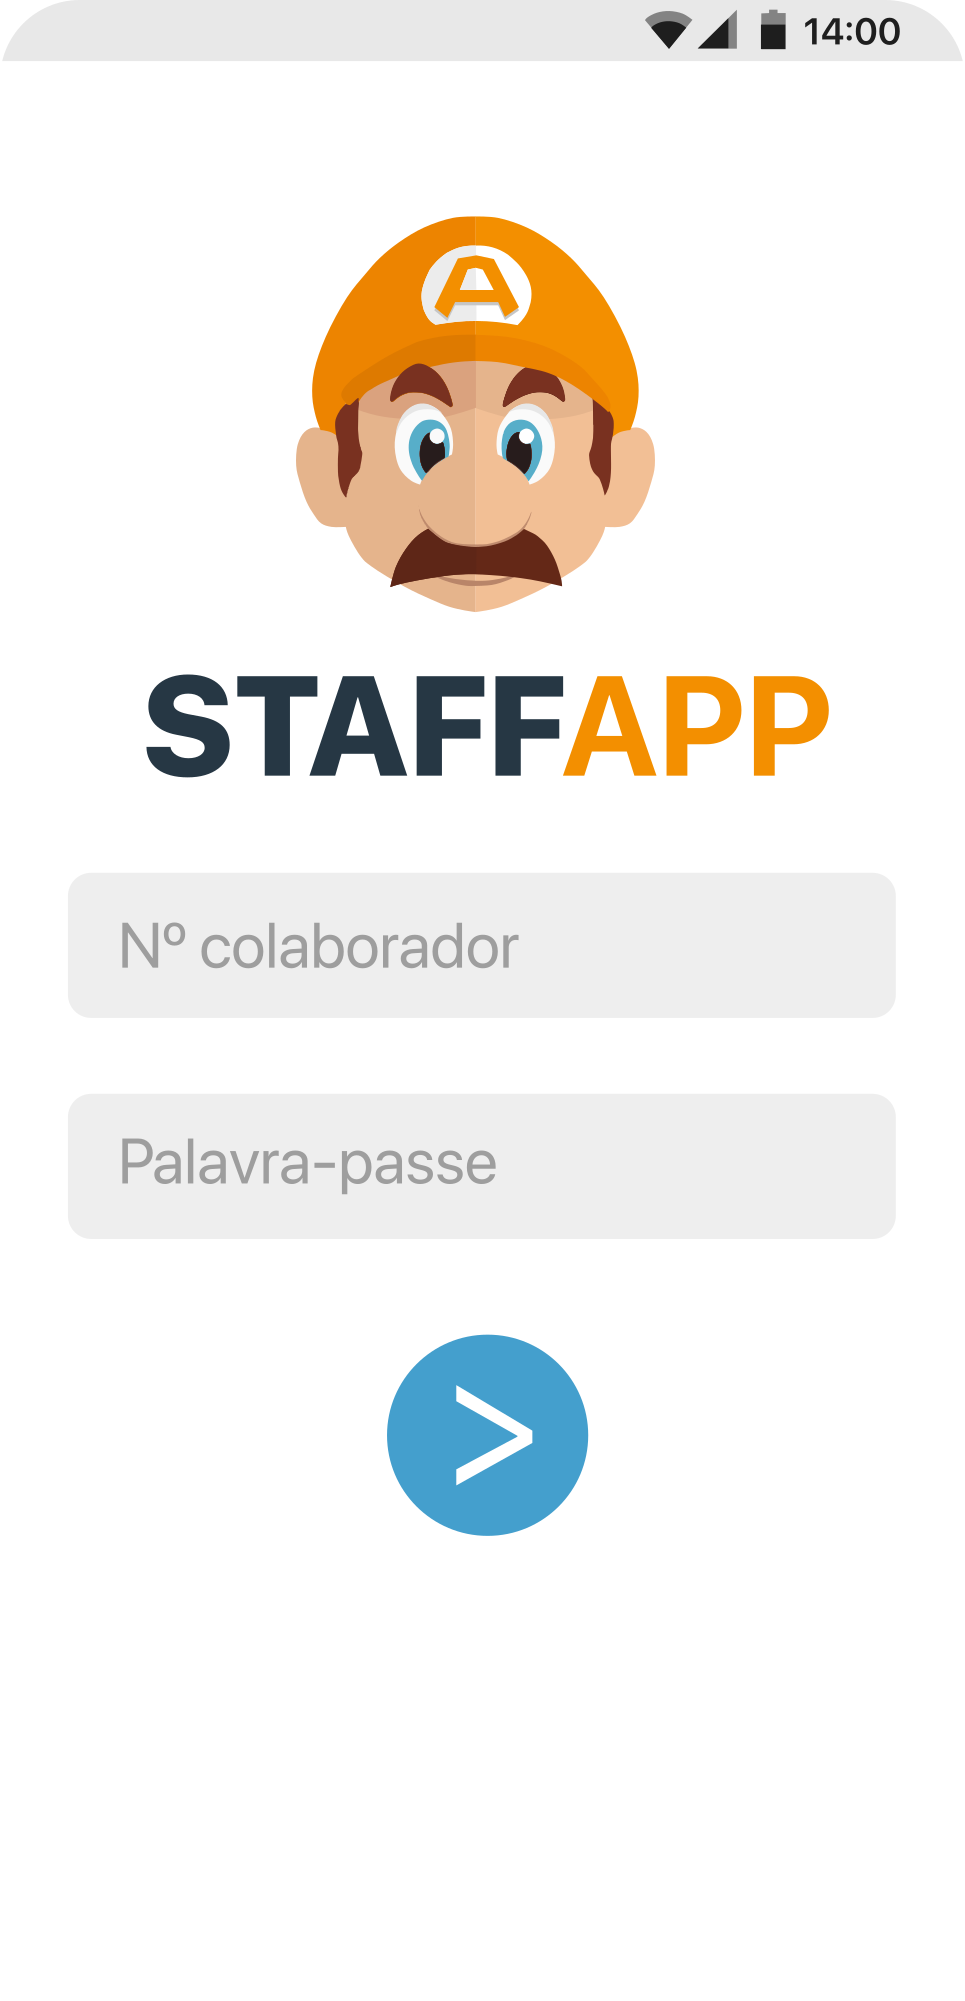 14:00
A
STAFFAPP
Nº colaborador
Palavra-passe
>